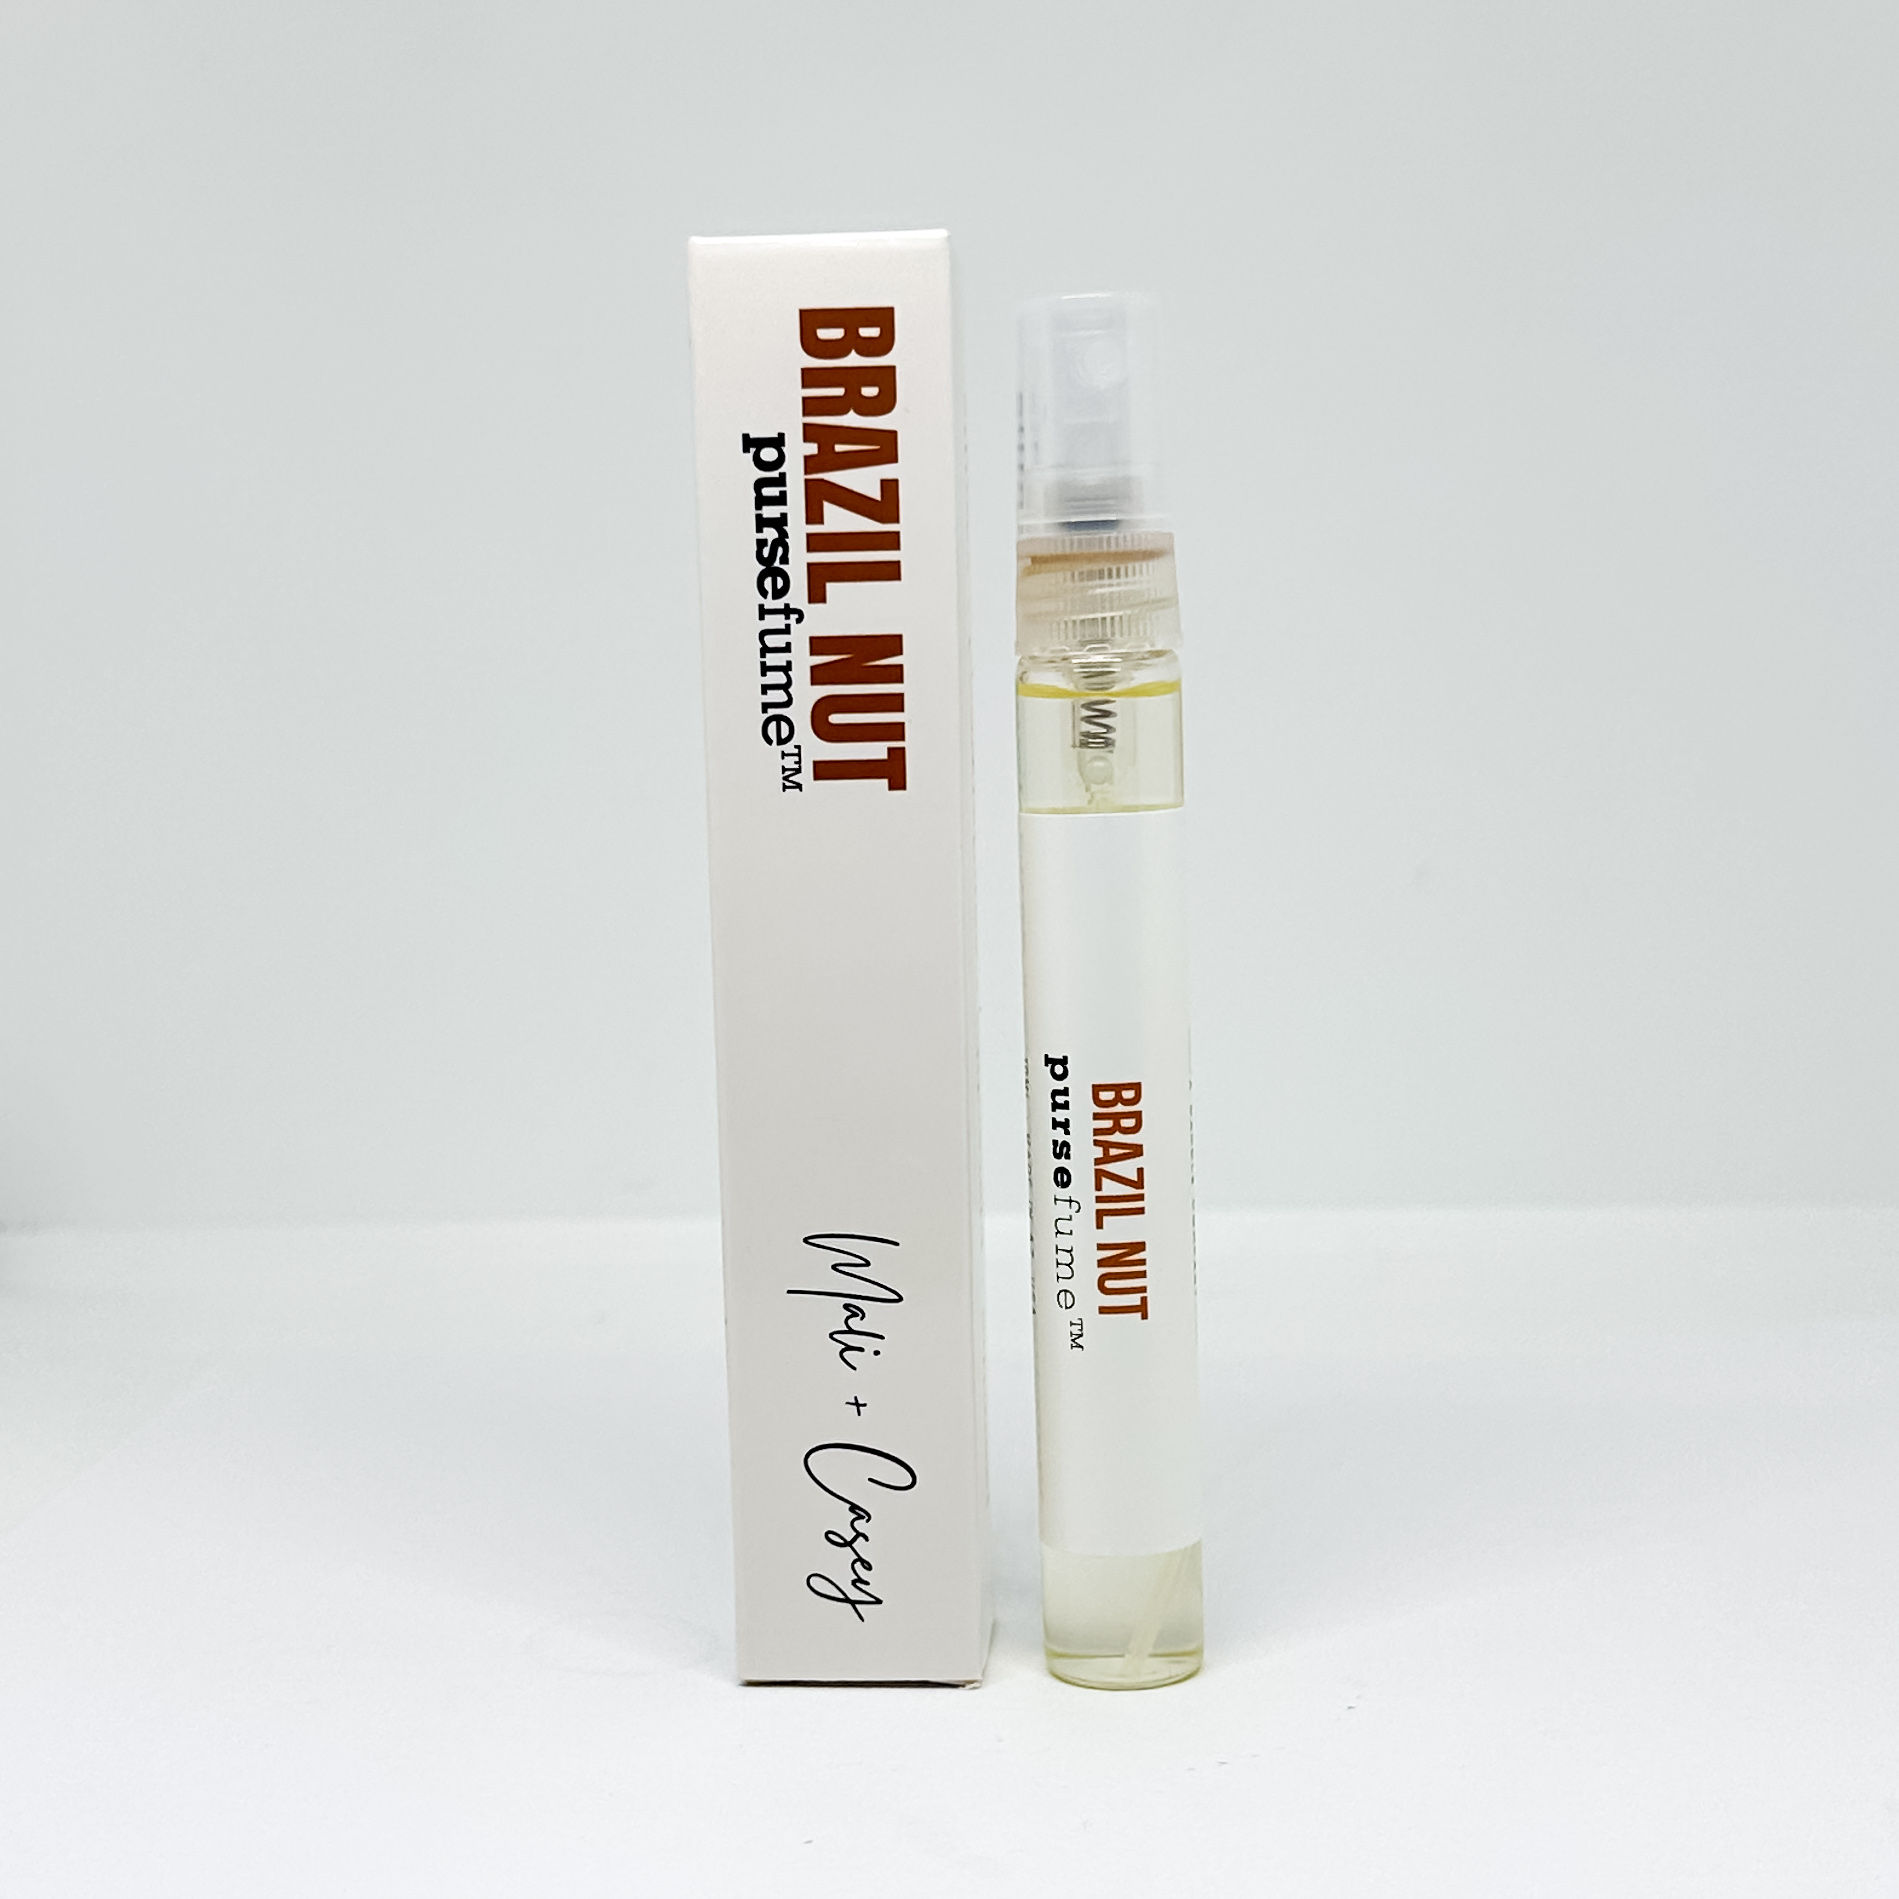 BRAZIL NUT
pursefume™
Mali + Casey
BRAZIL NUT
pursefume™